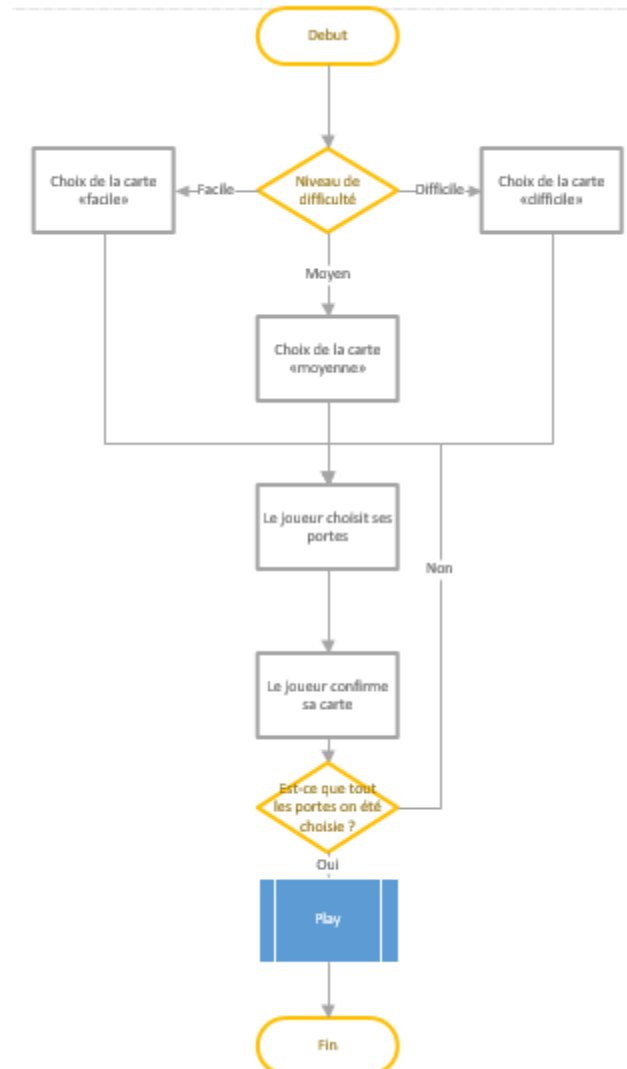 Debut
Choix de la carte
«facile»
Facile
Niveau de
difficulté
Difficile
Choix de la carte
«difficile»
Moyen
Choix de la carte
«moyenne»
Le joueur choisit ses
portes
Non
Le joueur confirme
sa carte
Est-ce que tout
les portes on été
choisie ?
Oui
Play
Fin